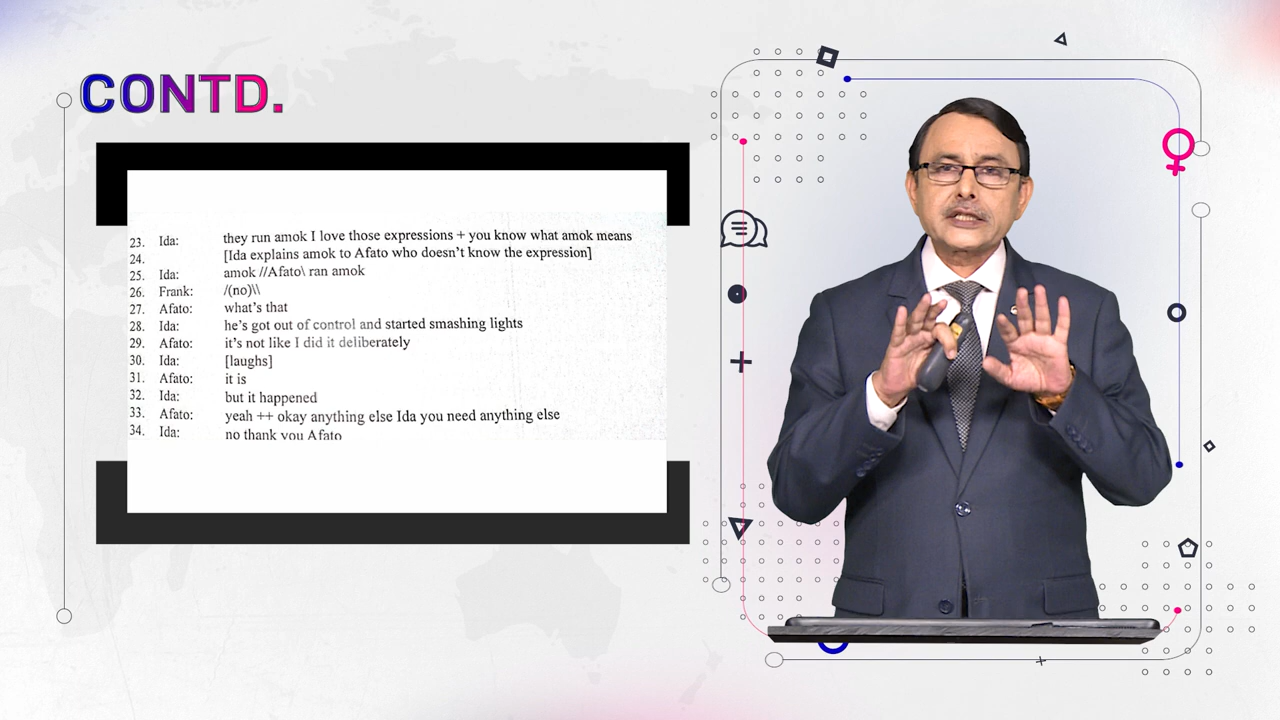 CONTD.
23. Ida: they run amok I love those expressions + you know what amok means
24. [Ida explains amok to Afato who doesn't know the expression]
25. Ida: amok //Afato\ ran amok
26. Frank: /(no)\\
27. Afato: what's that
28. Ida: he's got out of control and started smashing lights
29. Afato: it's not like I did it deliberately
30. Ida: [laughs]
31. Afato: it is
32. Ida: but it happened
33. Afato: yeah ++ okay anything else Ida you need anything else
34. Ida: no thank you Afato